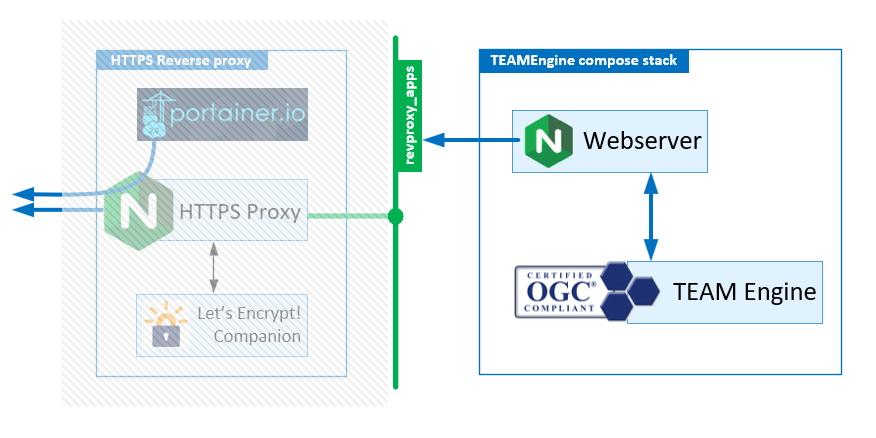 HTTPS Reverse proxy
portainer.io
N
HTTPS Proxy
Let's Encrypt!
Companion
revproxy_apps
TEAMEngine compose stack
N
Webserver
CERTIFIED
OGC®
COMPLIANT
TEAM Engine